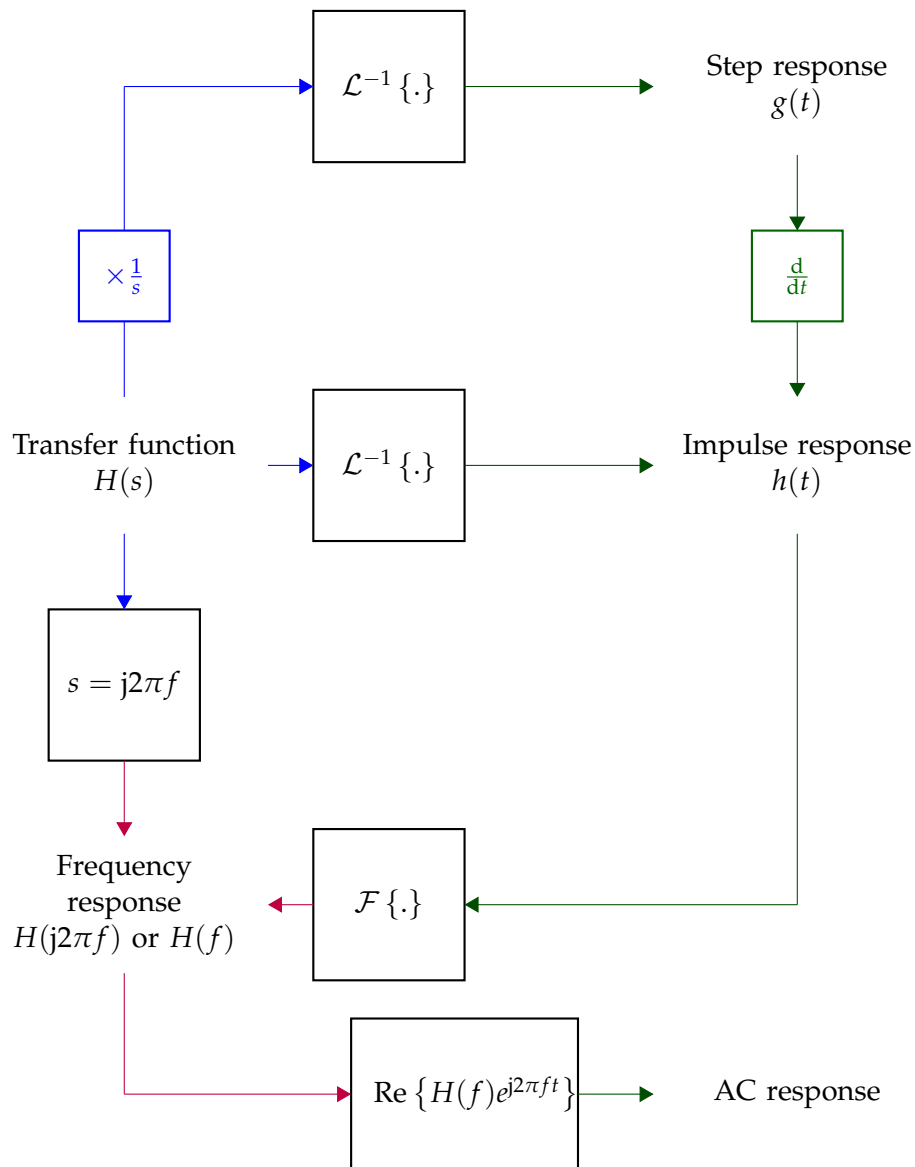 ℒ⁻¹ {.}
Step response
g(t)
× 1/s
d/dt
Transfer function
H(s)
ℒ⁻¹ {.}
Impulse response
h(t)
s = j2πf
Frequency
response
H(j2πf) or H(f)
ℱ {.}
Re {H(f)e^{j2πft}}
AC response